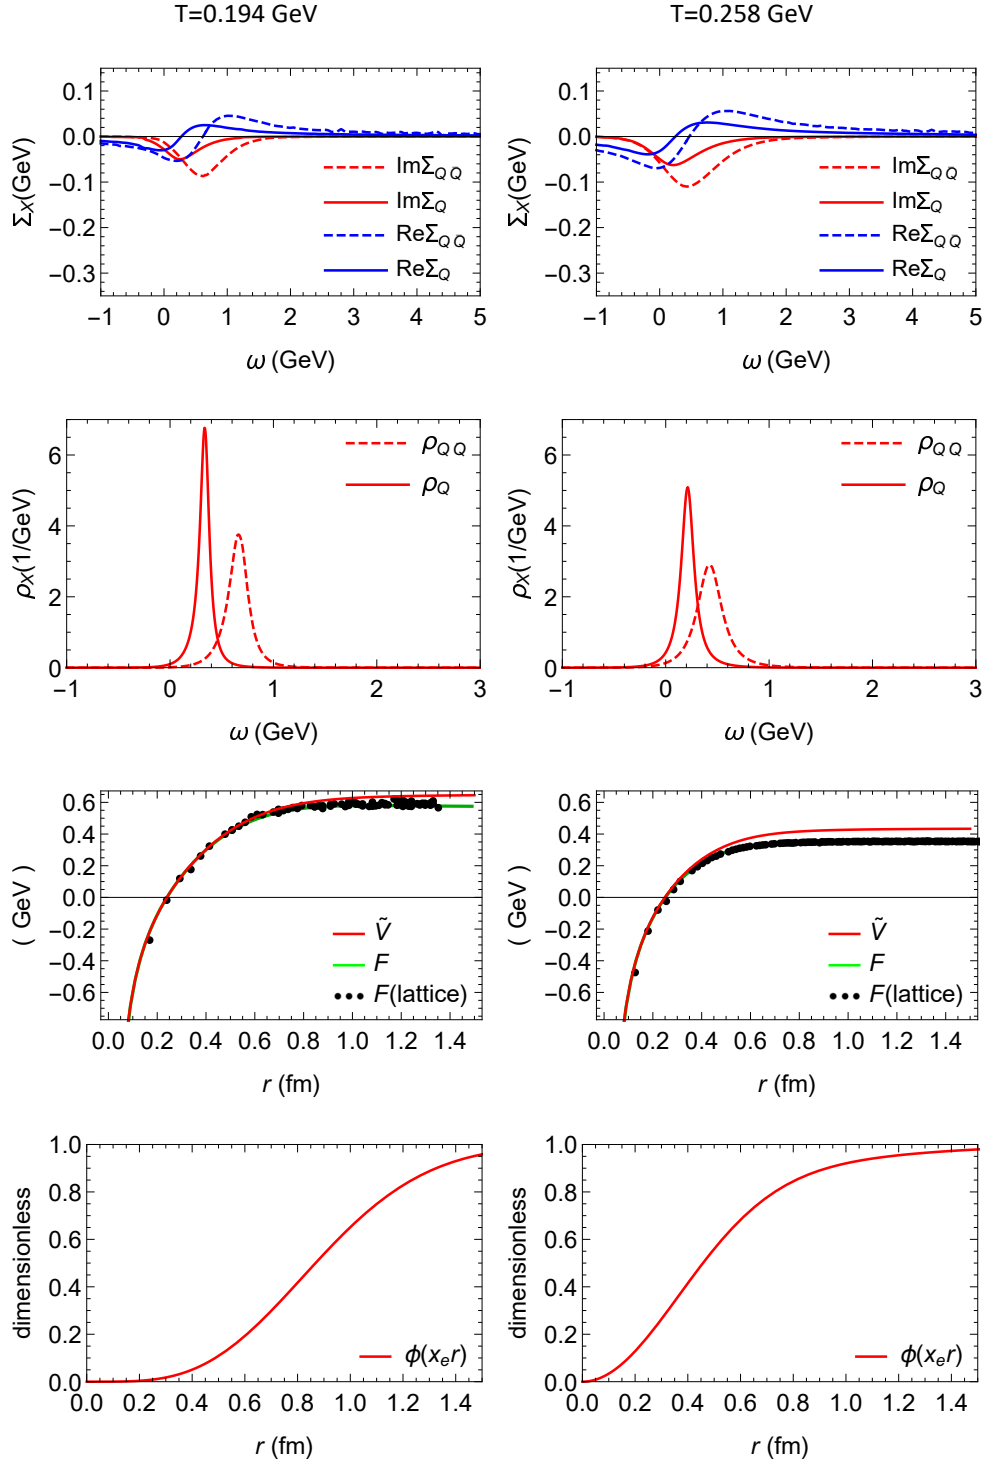 T=0.194 GeV
T=0.258 GeV
0.1
0.0
−0.1
−0.2
−0.3
Σ_X(GeV)
ImΣ_QQ
ImΣ_Q
ReΣ_QQ
ReΣ_Q
−1 0 1 2 3 4 5
ω (GeV)
0.1
0.0
−0.1
−0.2
−0.3
Σ_X(GeV)
ImΣ_QQ
ImΣ_Q
ReΣ_QQ
ReΣ_Q
−1 0 1 2 3 4 5
ω (GeV)
6
4
2
0
ρ_X(1/GeV)
ρ_QQ
ρ_Q
−1 0 1 2 3
ω (GeV)
6
4
2
0
ρ_X(1/GeV)
ρ_QQ
ρ_Q
−1 0 1 2 3
ω (GeV)
0.6
0.4
0.2
0.0
−0.2
−0.4
−0.6
( GeV )
Ṽ
F
F(lattice)
0.0 0.2 0.4 0.6 0.8 1.0 1.2 1.4
r (fm)
0.6
0.4
0.2
0.0
−0.2
−0.4
−0.6
( GeV )
Ṽ
F
F(lattice)
0.0 0.2 0.4 0.6 0.8 1.0 1.2 1.4
r (fm)
1.0
0.8
0.6
0.4
0.2
0.0
dimensionless
ϕ(x_e r)
0.0 0.2 0.4 0.6 0.8 1.0 1.2 1.4
r (fm)
1.0
0.8
0.6
0.4
0.2
0.0
dimensionless
ϕ(x_e r)
0.0 0.2 0.4 0.6 0.8 1.0 1.2 1.4
r (fm)